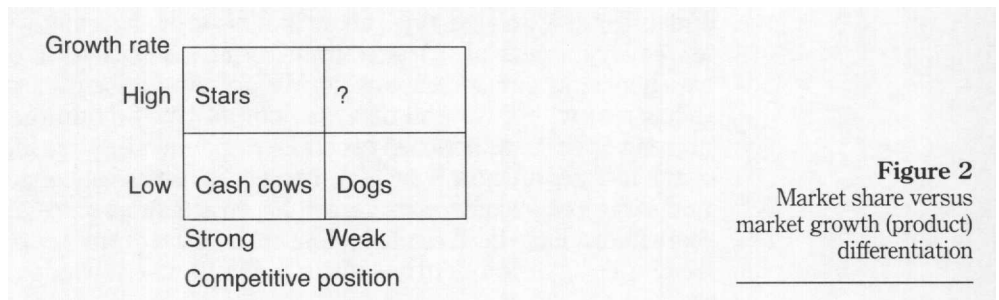 Growth rate
High Stars ?
Low Cash cows Dogs
Strong Weak
Competitive position
Figure 2
Market share versus
market growth (product)
differentiation